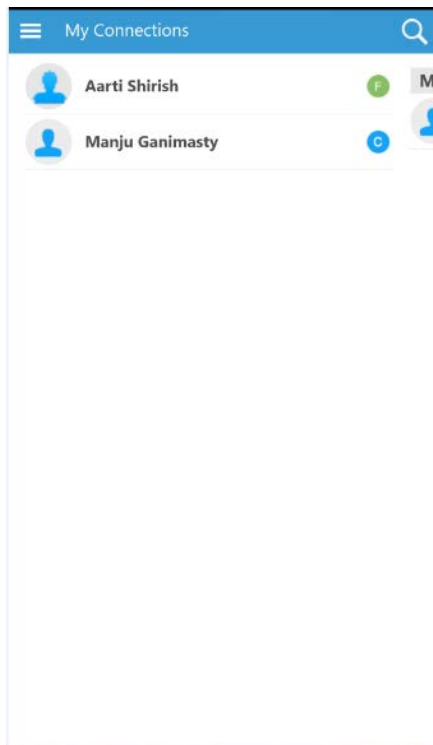 My Connections
Aarti Shirish
F
M
Manju Ganimasty
C